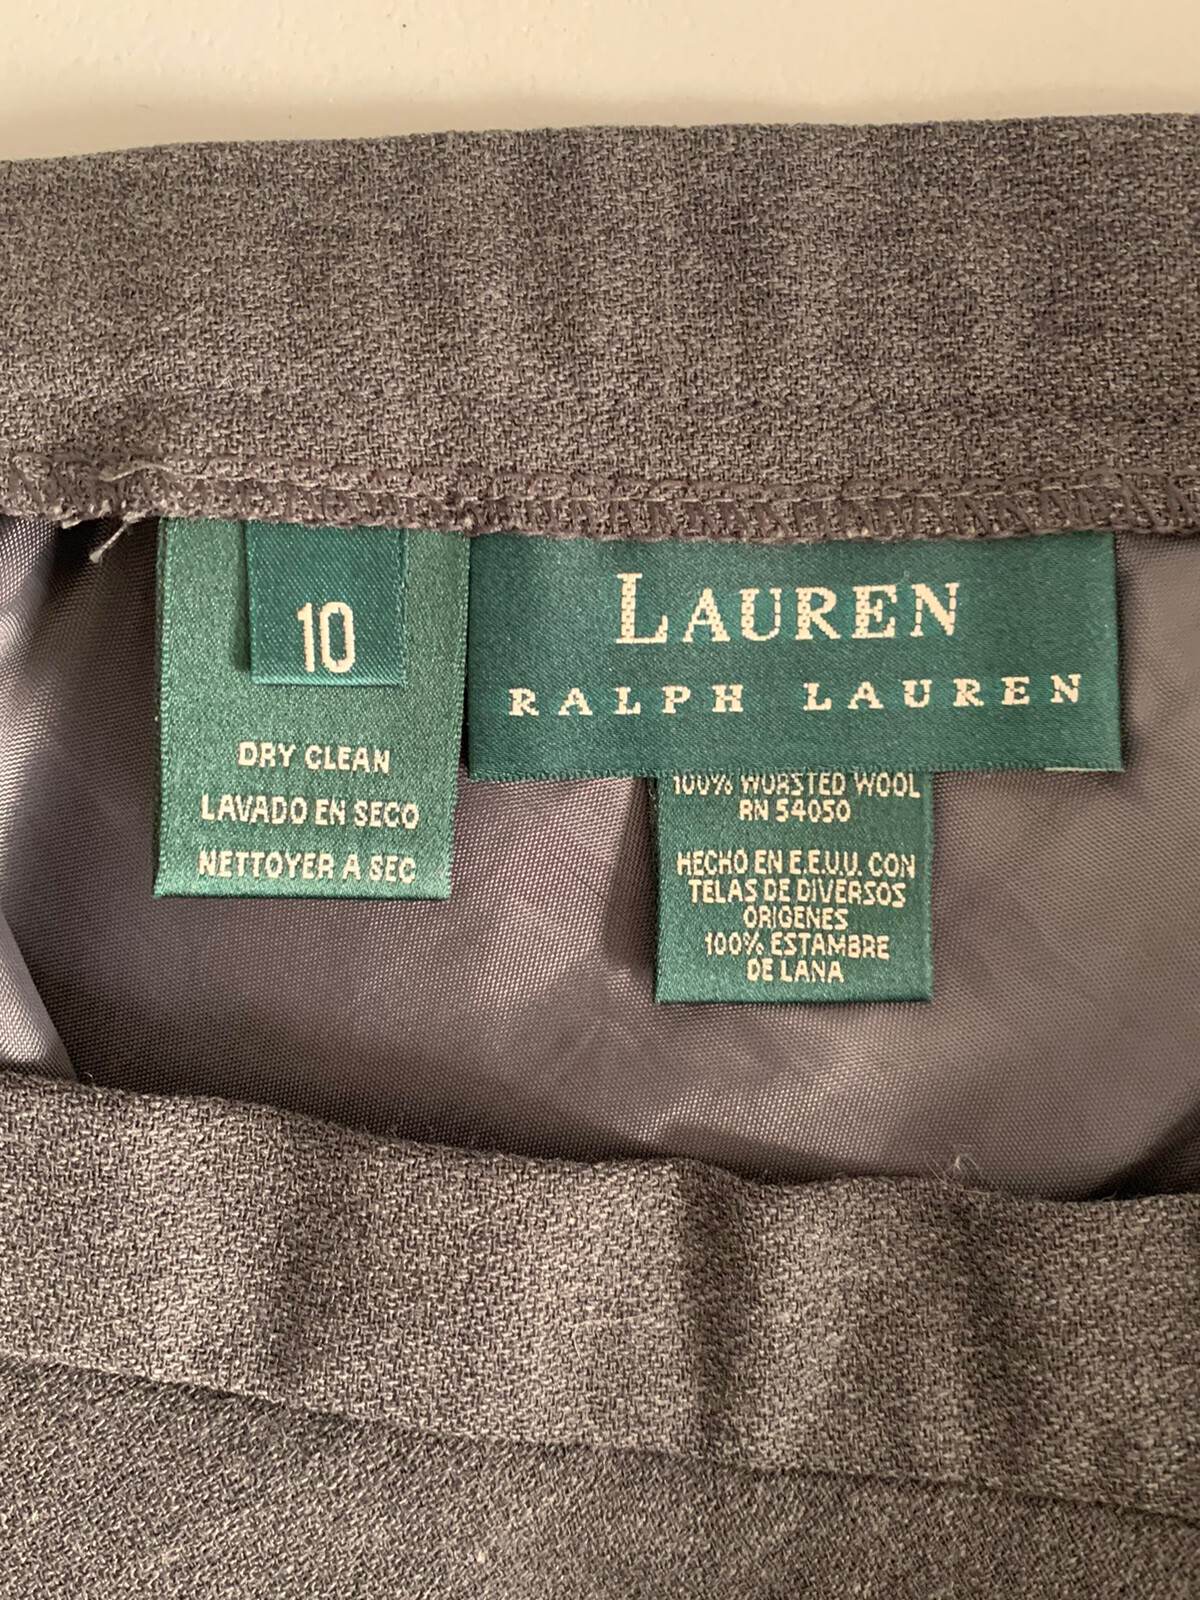 10
DRY CLEAN
LAVADO EN SECO
NETTOYER A SEC
LAUREN
RALPH LAUREN
100% WORSTED WOOL
RN 54050
HECHO EN E.E.U.U. CON
TELAS DE DIVERSOS
ORIGENES
100% ESTAMBRE
DE LANA